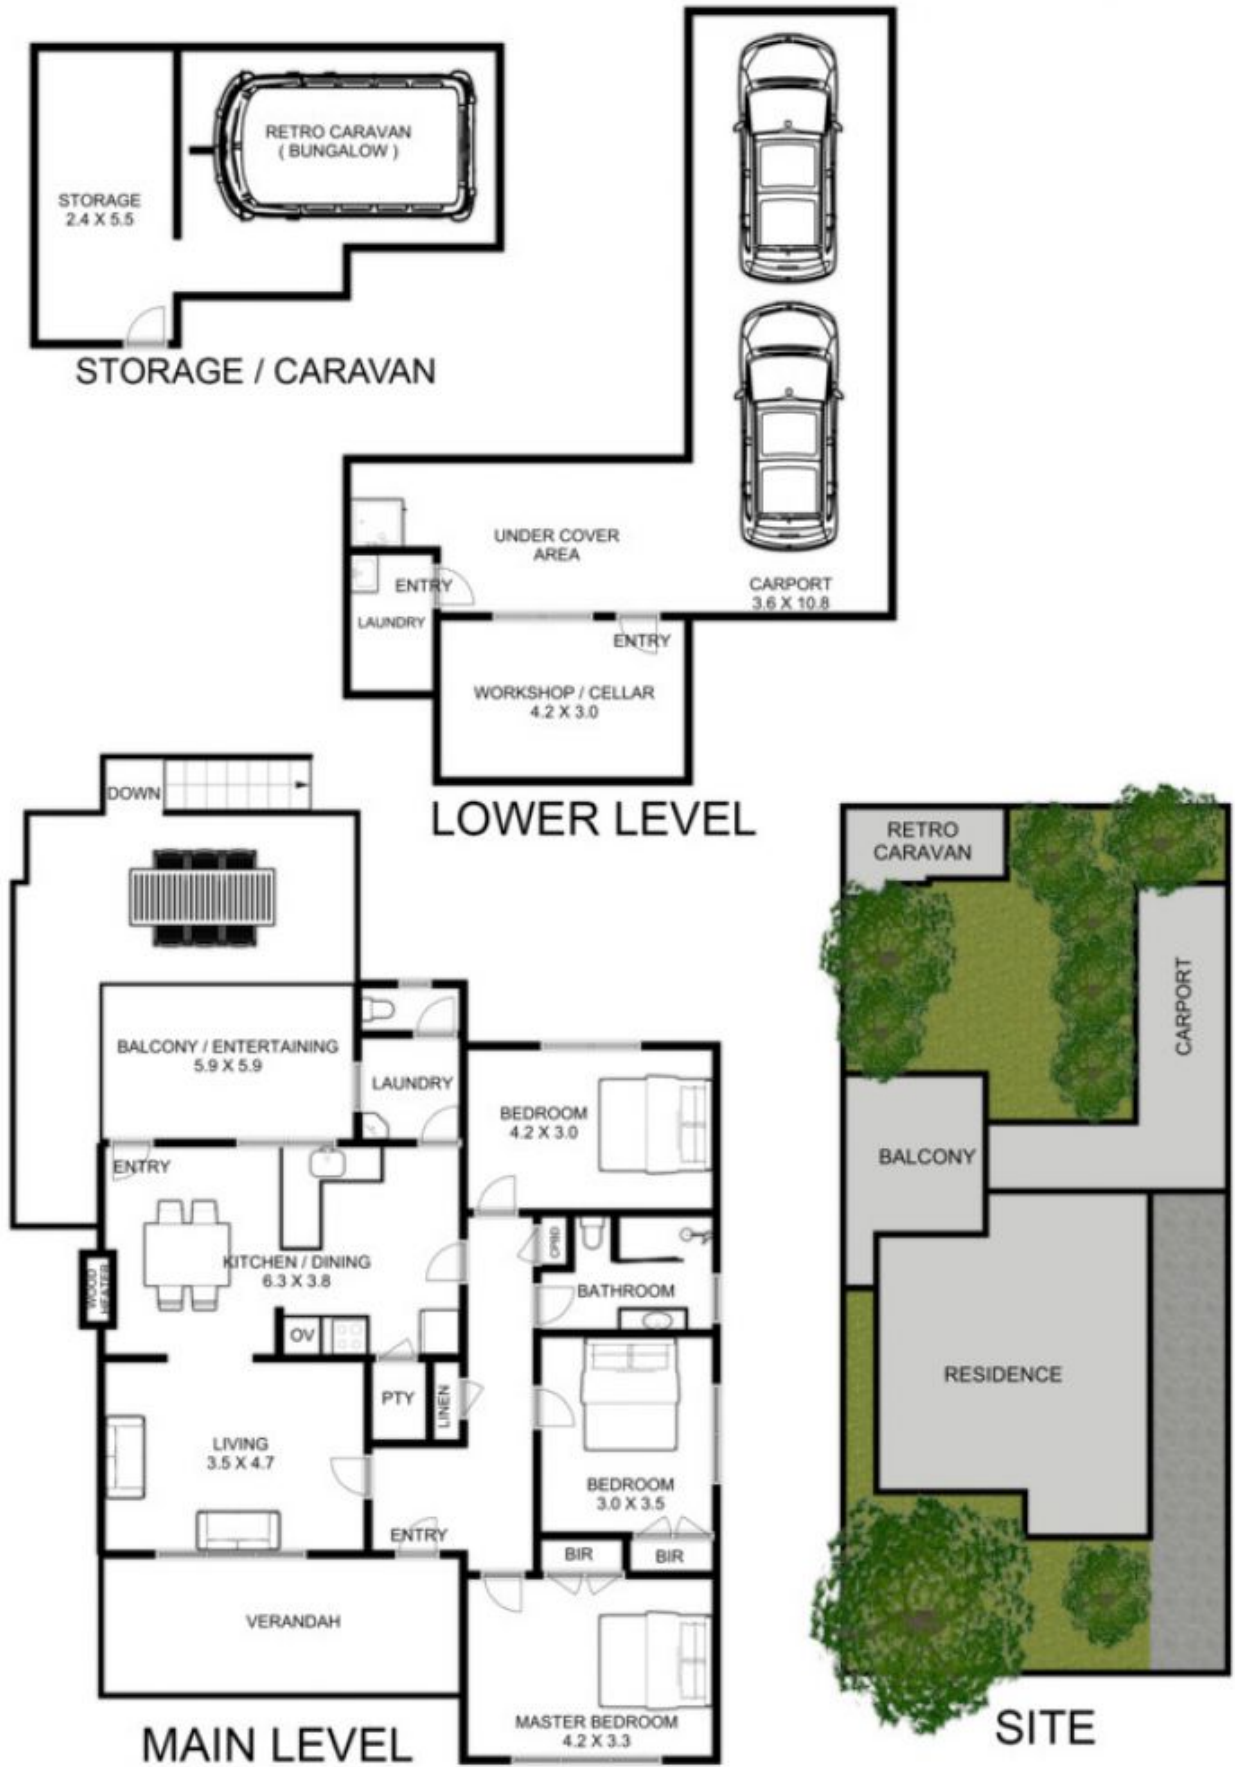 RETRO CARAVAN
( BUNGALOW )
STORAGE
2.4 X 5.5
STORAGE / CARAVAN
UNDER COVER
AREA
ENTRY
CARPORT
3.6 X 10.8
LAUNDRY
ENTRY
WORKSHOP / CELLAR
4.2 X 3.0
LOWER LEVEL
DOWN
BALCONY / ENTERTAINING
5.9 X 5.9
LAUNDRY
BEDROOM
4.2 X 3.0
ENTRY
KITCHEN / DINING
6.3 X 3.8
WOOD
HEATER
CPBD
BATHROOM
OV
PTY
LINEN
LIVING
3.5 X 4.7
BEDROOM
3.0 X 3.5
ENTRY
BIR
BIR
VERANDAH
MASTER BEDROOM
4.2 X 3.3
MAIN LEVEL
RETRO
CARAVAN
CARPORT
BALCONY
RESIDENCE
SITE